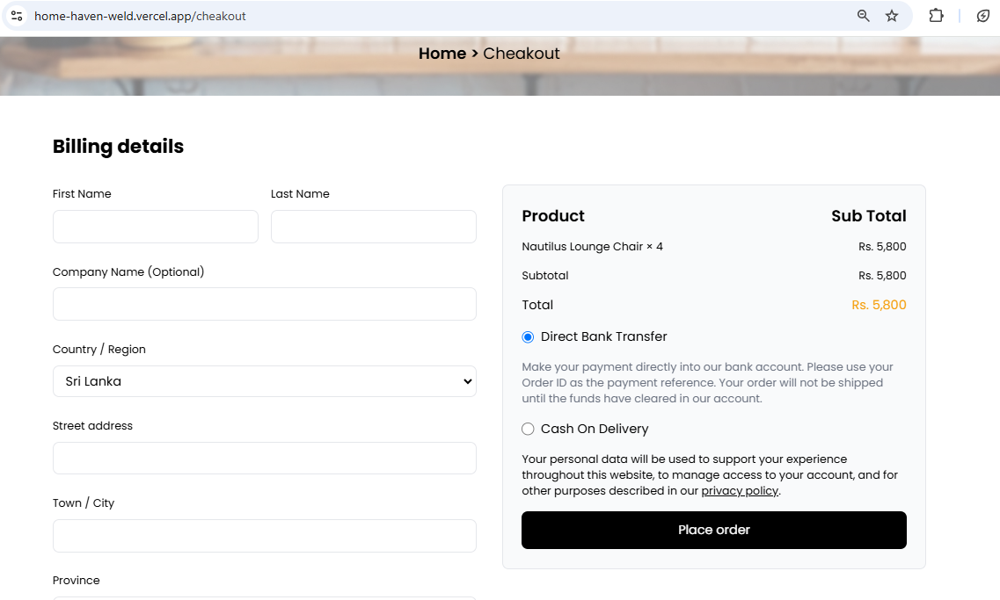 home-haven-weld.vercel.app/cheakout
Home > Cheakout
Billing details
First Name
Last Name
Company Name (Optional)
Country / Region
Sri Lanka
Street address
Town / City
Province
Product Sub Total
Nautilus Lounge Chair × 4 Rs. 5,800
Subtotal Rs. 5,800
Total Rs. 5,800
Direct Bank Transfer
Make your payment directly into our bank account. Please use your
Order ID as the payment reference. Your order will not be shipped
until the funds have cleared in our account.
Cash On Delivery
Your personal data will be used to support your experience
throughout this website, to manage access to your account, and for
other purposes described in our privacy policy.
Place order